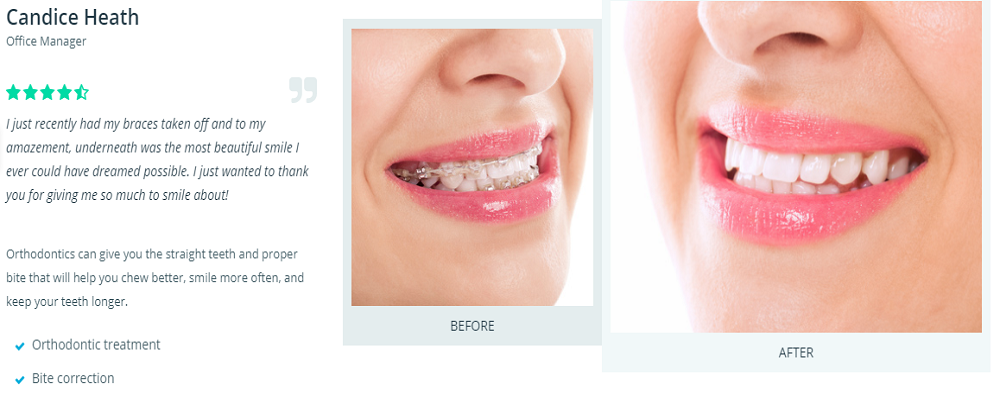 Candice Heath
Office Manager
I just recently had my braces taken off and to my
amazement, underneath was the most beautiful smile I
ever could have dreamed possible. I just wanted to thank
you for giving me so much to smile about!
Orthodontics can give you the straight teeth and proper
bite that will help you chew better, smile more often, and
keep your teeth longer.
Orthodontic treatment
Bite correction
BEFORE
AFTER